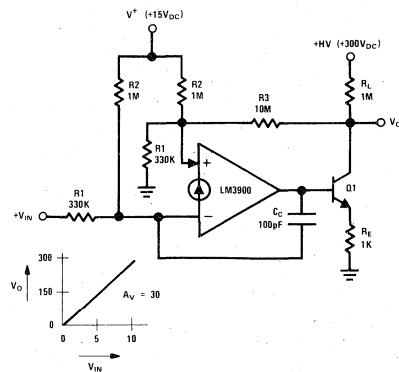 V+ (+15VDC)
+HV (+300VDC)
R2
1M
R2
1M
R3
10M
RL
1M
VO
R1
330K
+
LM3900
−
Q1
R1
330K
+VIN
CC
100pF
RE
1K
300
VO
150
AV = 30
0
0
5
10
VIN